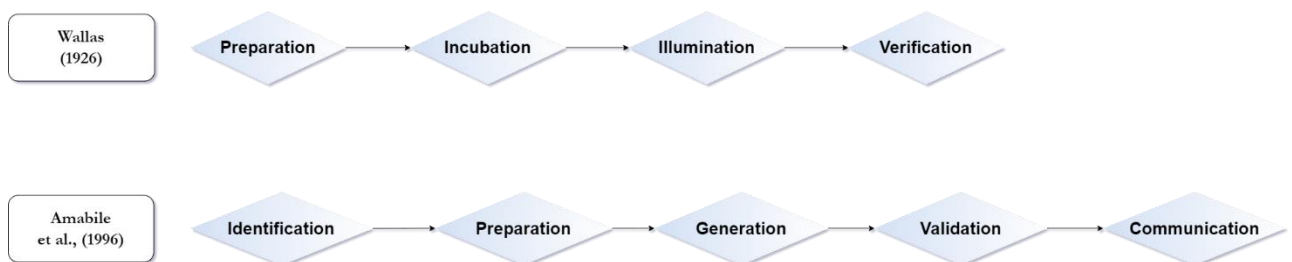 Wallas
(1926)
Preparation
Incubation
Illumination
Verification
Amabile
et al., (1996)
Identification
Preparation
Generation
Validation
Communication